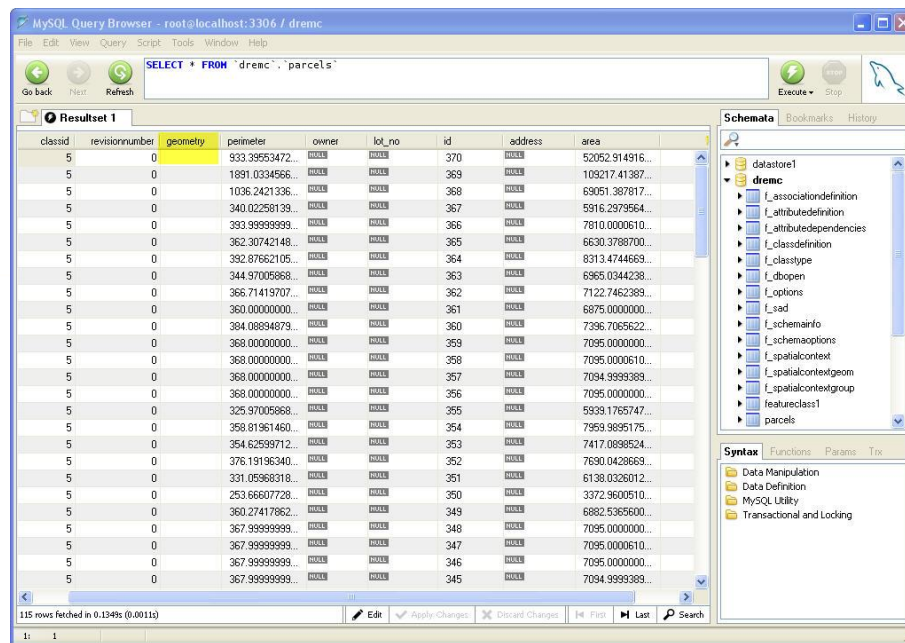 MySQL Query Browser - root@localhost:3306 / dremc
File Edit View Query Script Tools Window Help
Go back Next Refresh
SELECT * FROM `dremc`.`parcels`
Execute Stop
Resultset 1
classid revisionnumber geometry perimeter owner lot_no id address area
5 0 933.39553472... NULL NULL 370 NULL 52052.914916...
5 0 1891.0334566... NULL NULL 369 NULL 109217.41387...
5 0 1036.2421336... NULL NULL 368 NULL 69051.387817...
5 0 340.02258139... NULL NULL 367 NULL 5916.2979564...
5 0 393.99999999... NULL NULL 366 NULL 7810.0000610...
5 0 362.30742148... NULL NULL 365 NULL 6630.3788700...
5 0 392.87662105... NULL NULL 364 NULL 8313.4744669...
5 0 344.97005868... NULL NULL 363 NULL 6965.0344238...
5 0 366.71419707... NULL NULL 362 NULL 7122.7462389...
5 0 360.00000000... NULL NULL 361 NULL 6875.0000000...
5 0 384.08894879... NULL NULL 360 NULL 7396.7065622...
5 0 368.00000000... NULL NULL 359 NULL 7095.0000000...
5 0 368.00000000... NULL NULL 358 NULL 7095.0000610...
5 0 368.00000000... NULL NULL 357 NULL 7094.9999389...
5 0 368.00000000... NULL NULL 356 NULL 7095.0000000...
5 0 325.97005868... NULL NULL 355 NULL 5939.1765747...
5 0 358.81961460... NULL NULL 354 NULL 7959.9895175...
5 0 354.62599712... NULL NULL 353 NULL 7417.0898524...
5 0 376.19196340... NULL NULL 352 NULL 7690.0428669...
5 0 331.05968318... NULL NULL 351 NULL 6138.0326012...
5 0 253.66607728... NULL NULL 350 NULL 3372.9600510...
5 0 360.27417862... NULL NULL 349 NULL 6882.5365600...
5 0 367.99999999... NULL NULL 348 NULL 7095.0000000...
5 0 367.99999999... NULL NULL 347 NULL 7095.0000610...
5 0 367.99999999... NULL NULL 346 NULL 7095.0000000...
5 0 367.99999999... NULL NULL 345 NULL 7094.9999389...
115 rows fetched in 0.1349s (0.0011s)
Edit Apply Changes Discard Changes First Last Search
1: 1
Schemata Bookmarks History
datastore1
dremc
f_associationdefinition
f_attributedefinition
f_attributedependencies
f_classdefinition
f_classtype
f_dbopen
f_options
f_sad
f_schemainfo
f_schemaoptions
f_spatialcontext
f_spatialcontextgeom
f_spatialcontextgroup
featureclass1
parcels
Syntax Functions Params Trx
Data Manipulation
Data Definition
MySQL Utility
Transactional and Locking